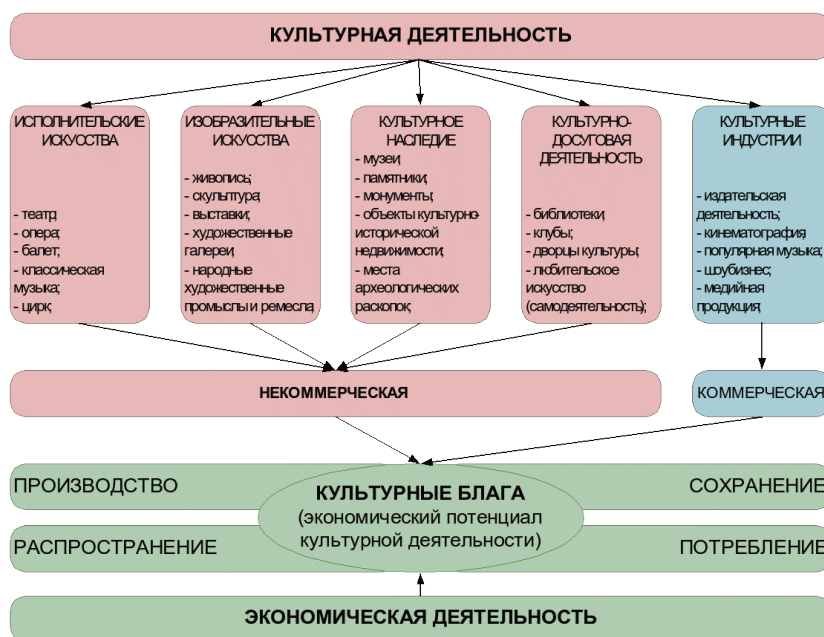 КУЛЬТУРНАЯ ДЕЯТЕЛЬНОСТЬ
ИСПОЛНИТЕЛЬСКИЕ
ИСКУССТВА
- театр;
- опера;
- балет;
- классическая
музыка;
- цирк
ИЗОБРАЗИТЕЛЬНЫЕ
ИСКУССТВА
- живопись;
- скульптура;
- выставки;
- художественные
галереи;
- народные
художественные
промыслы и ремесла;
КУЛЬТУРНОЕ
НАСЛЕДИЕ
- музеи;
- памятники;
- монументы;
- объекты культурно-
исторической
недвижимости;
- места
археологических
раскопок;
КУЛЬТУРНО-
ДОСУГОВАЯ
ДЕЯТЕЛЬНОСТЬ
- библиотеки;
- клубы;
- дворцы культуры;
- любительское
искусство
(самодеятельность);
КУЛЬТУРНЫЕ
ИНДУСТРИИ
- издательская
деятельность;
- кинематография;
- популярная музыка;
- шоубизнес;
- медийная
продукция;
НЕКОММЕРЧЕСКАЯ
КОММЕРЧЕСКАЯ
ПРОИЗВОДСТВО
СОХРАНЕНИЕ
КУЛЬТУРНЫЕ БЛАГА
(экономический потенциал
культурной деятельности)
РАСПРОСТРАНЕНИЕ
ПОТРЕБЛЕНИЕ
ЭКОНОМИЧЕСКАЯ ДЕЯТЕЛЬНОСТЬ